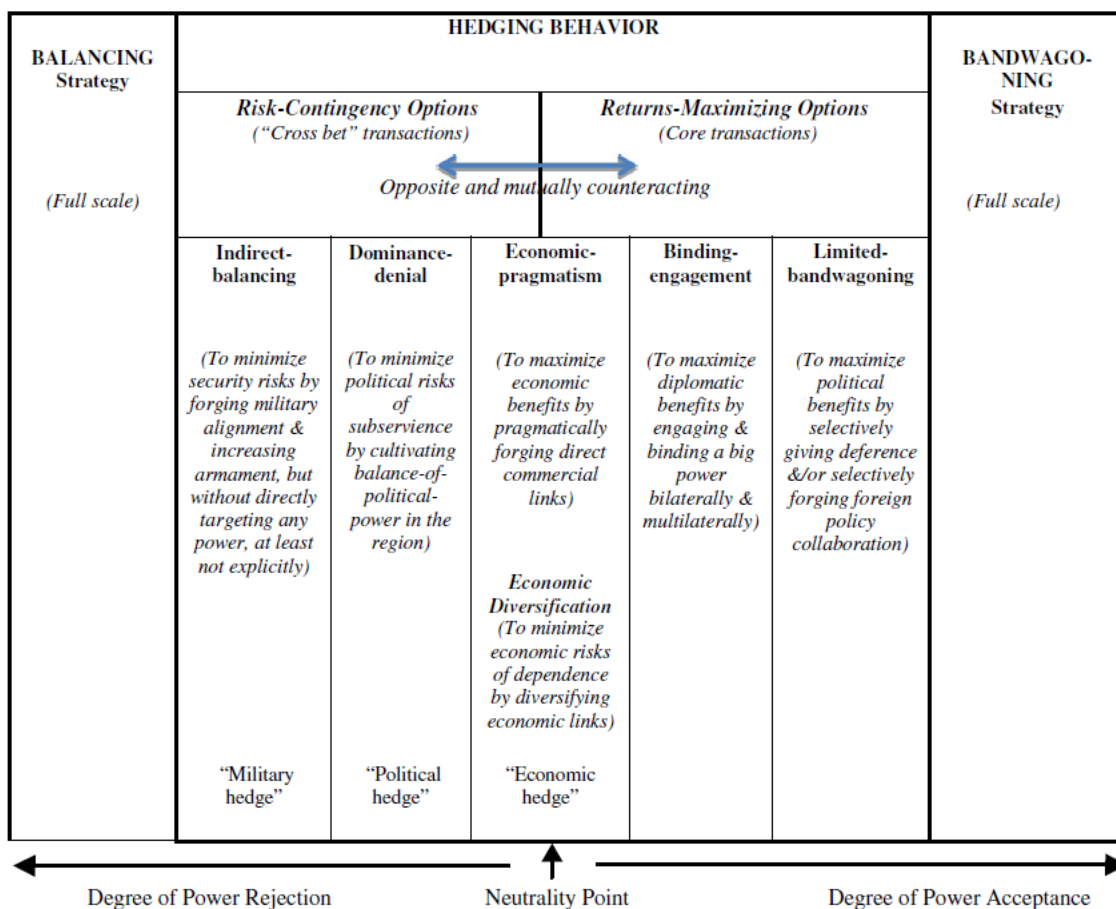 HEDGING BEHAVIOR
BALANCING
Strategy
(Full scale)
BANDWAGO-
NING
Strategy
(Full scale)
Risk-Contingency Options
(“Cross bet” transactions)
Returns-Maximizing Options
(Core transactions)
Opposite and mutually counteracting
Indirect-
balancing
(To minimize
security risks by
forging military
alignment &
increasing
armament, but
without directly
targeting any
power, at least
not explicitly)
“Military
hedge”
Dominance-
denial
(To minimize
political risks
of
subservience
by cultivating
balance-of-
political-
power in the
region)
“Political
hedge”
Economic-
pragmatism
(To maximize
economic
benefits by
pragmatically
forging direct
commercial
links)
Economic
Diversification
(To minimize
economic risks
of dependence
by diversifying
economic links)
“Economic
hedge”
Binding-
engagement
(To maximize
diplomatic
benefits by
engaging &
binding a big
power
bilaterally &
multilaterally)
Limited-
bandwagoning
(To maximize
political
benefits by
selectively
giving deference
&/or selectively
forging foreign
policy
collaboration)
Degree of Power Rejection
Neutrality Point
Degree of Power Acceptance